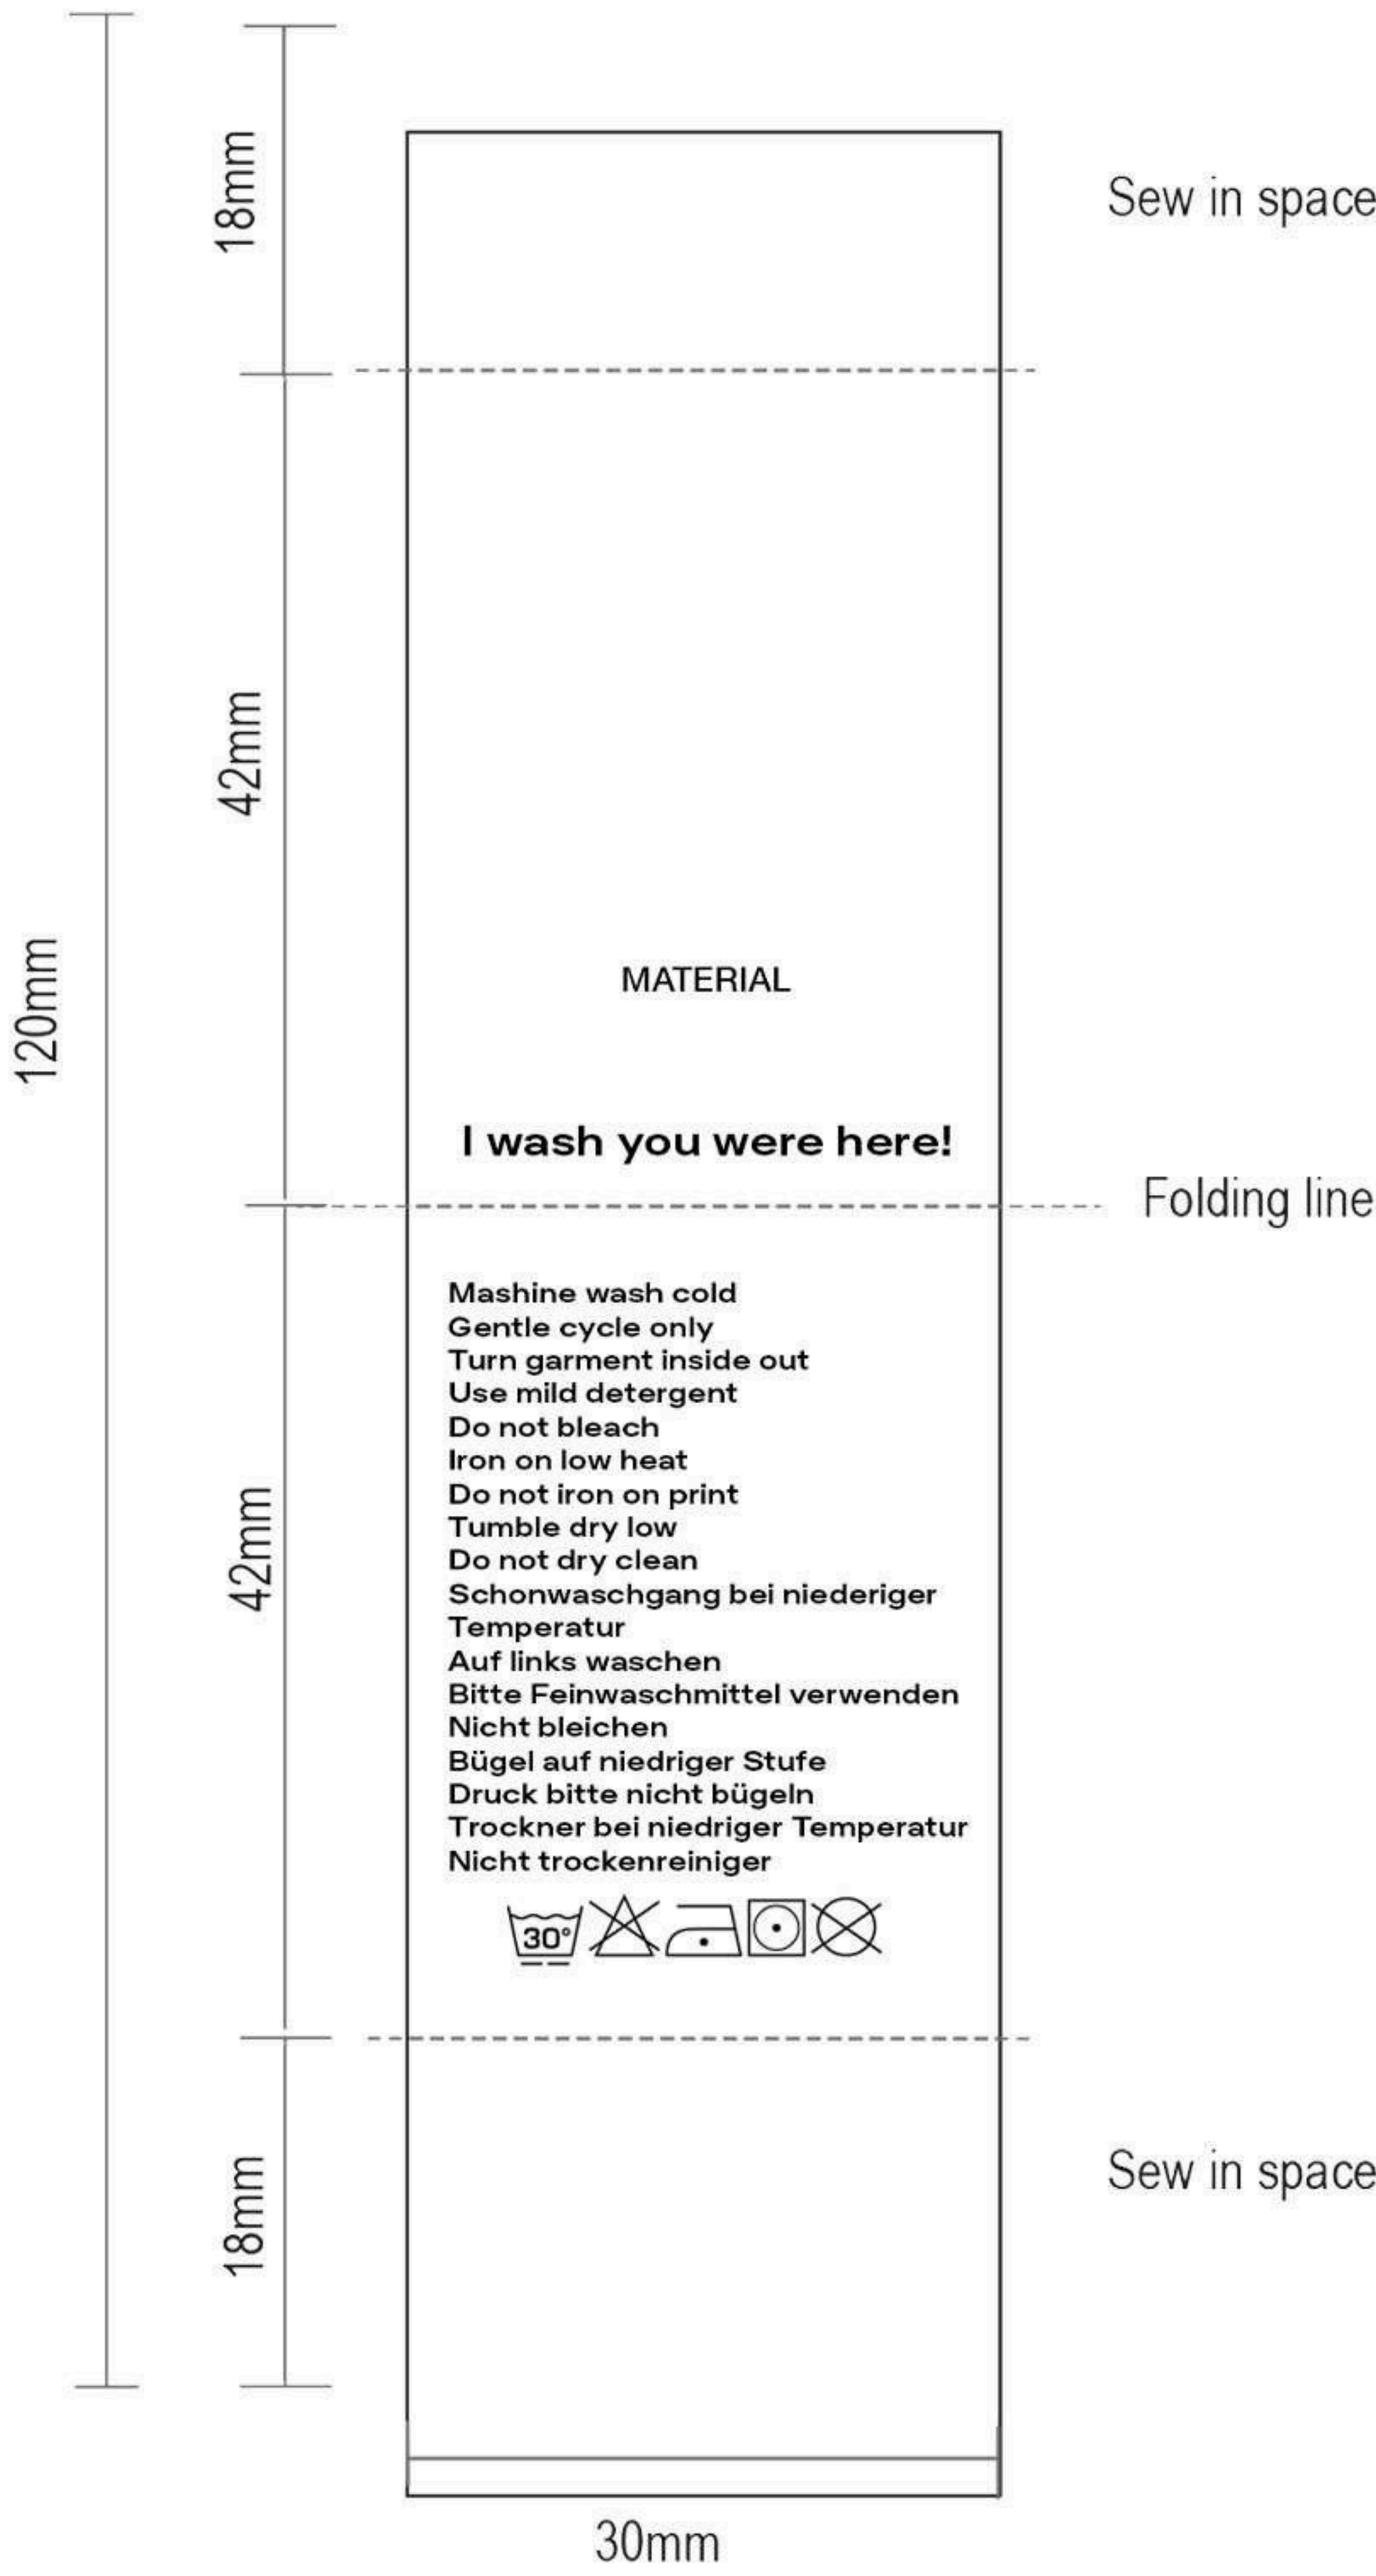 18mm
Sew in space
42mm
120mm
MATERIAL
I wash you were here!
Folding line
Mashine wash cold
Gentle cycle only
Turn garment inside out
Use mild detergent
Do not bleach
Iron on low heat
Do not iron on print
Tumble dry low
Do not dry clean
Schonwaschgang bei niederiger
Temperatur
Auf links waschen
Bitte Feinwaschmittel verwenden
Nicht bleichen
Bügel auf niedriger Stufe
Druck bitte nicht bügeln
Trockner bei niedriger Temperatur
Nicht trockenreiniger
42mm
30°
18mm
Sew in space
30mm